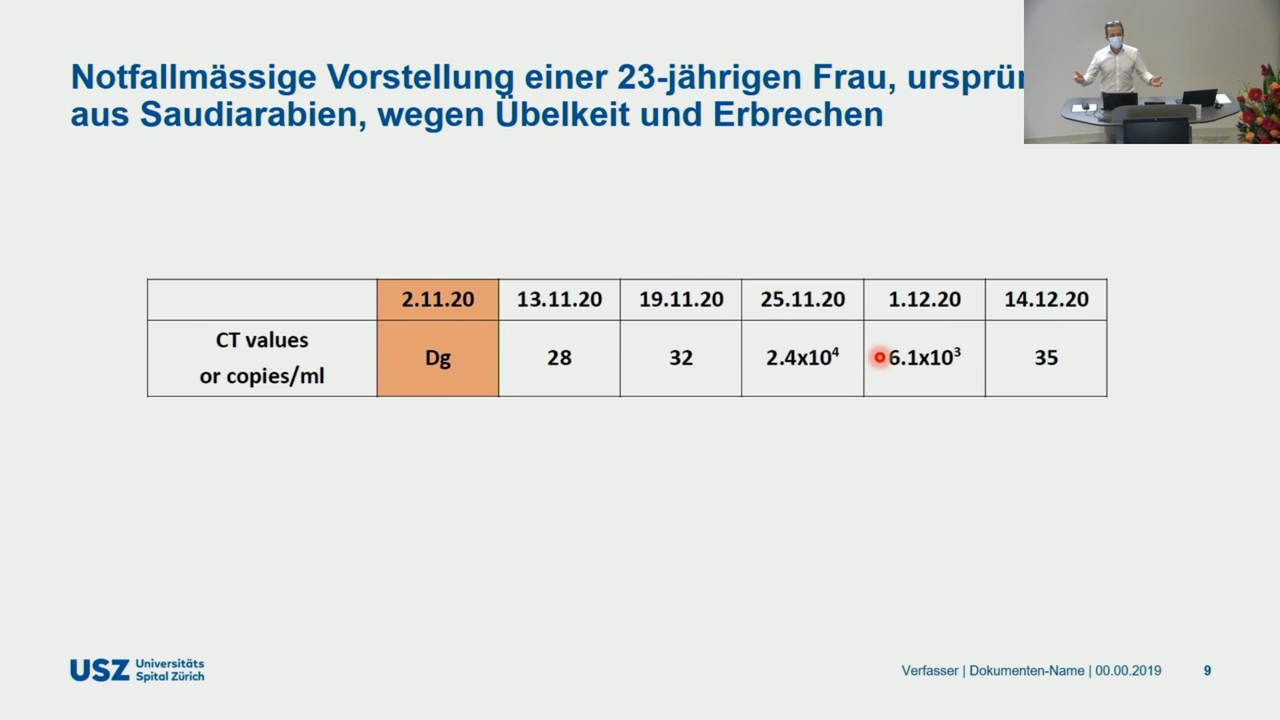 Notfallmässige Vorstellung einer 23-jährigen Frau,
aus Saudiarabien, wegen Übelkeit und Erbrechen
2.11.20 13.11.20 19.11.20 25.11.20 1.12.20 14.12.20
CT values
or copies/ml
Dg 28 32 2.4x10⁴ 6.1x10³ 35
USZ Universitäts
Spital Zürich
Verfasser | Dokumenten-Name | 00.00.2019 9